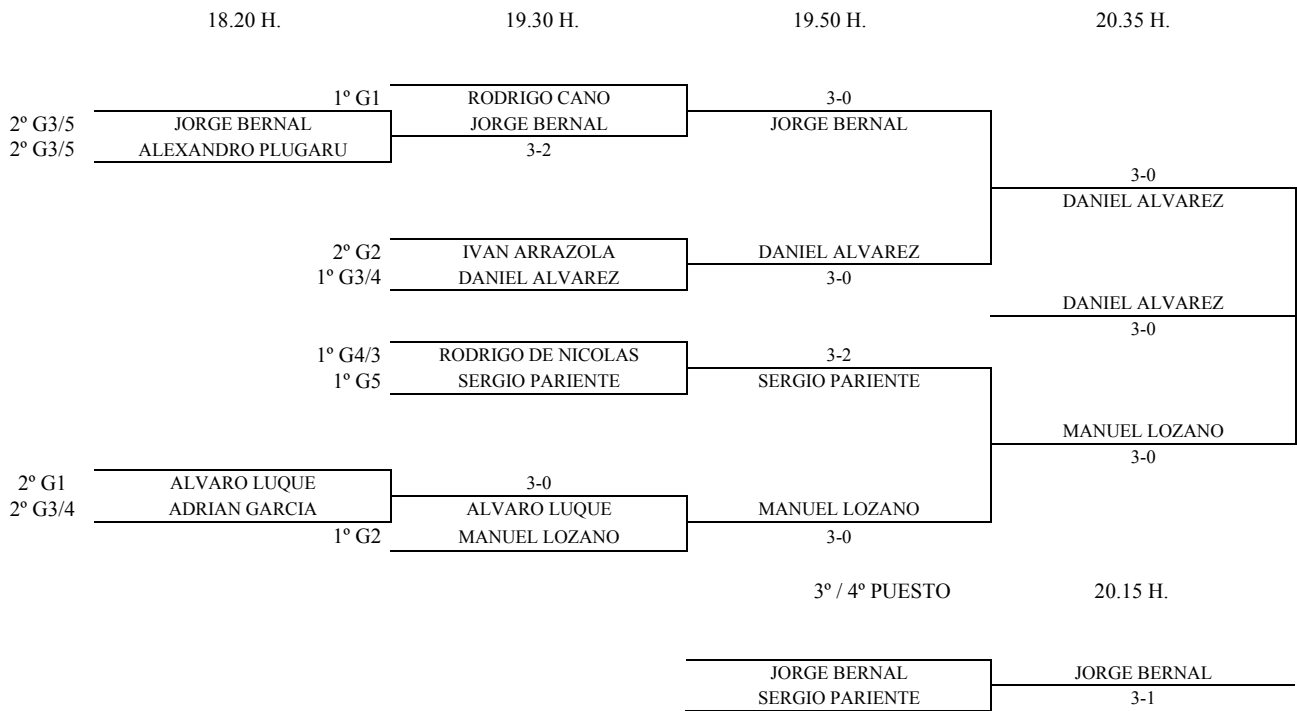 18.20 H. 19.30 H. 19.50 H. 20.35 H.
1º G1 RODRIGO CANO 3-0
2º G3/5 JORGE BERNAL JORGE BERNAL JORGE BERNAL
2º G3/5 ALEXANDRO PLUGARU 3-2
3-0
DANIEL ALVAREZ
2º G2 IVAN ARRAZOLA DANIEL ALVAREZ
1º G3/4 DANIEL ALVAREZ 3-0
DANIEL ALVAREZ
3-0
1º G4/3 RODRIGO DE NICOLAS 3-2
1º G5 SERGIO PARIENTE SERGIO PARIENTE
MANUEL LOZANO
3-0
2º G1 ALVARO LUQUE 3-0
2º G3/4 ADRIAN GARCIA ALVARO LUQUE MANUEL LOZANO
1º G2 MANUEL LOZANO 3-0
3º / 4º PUESTO 20.15 H.
JORGE BERNAL JORGE BERNAL
SERGIO PARIENTE 3-1